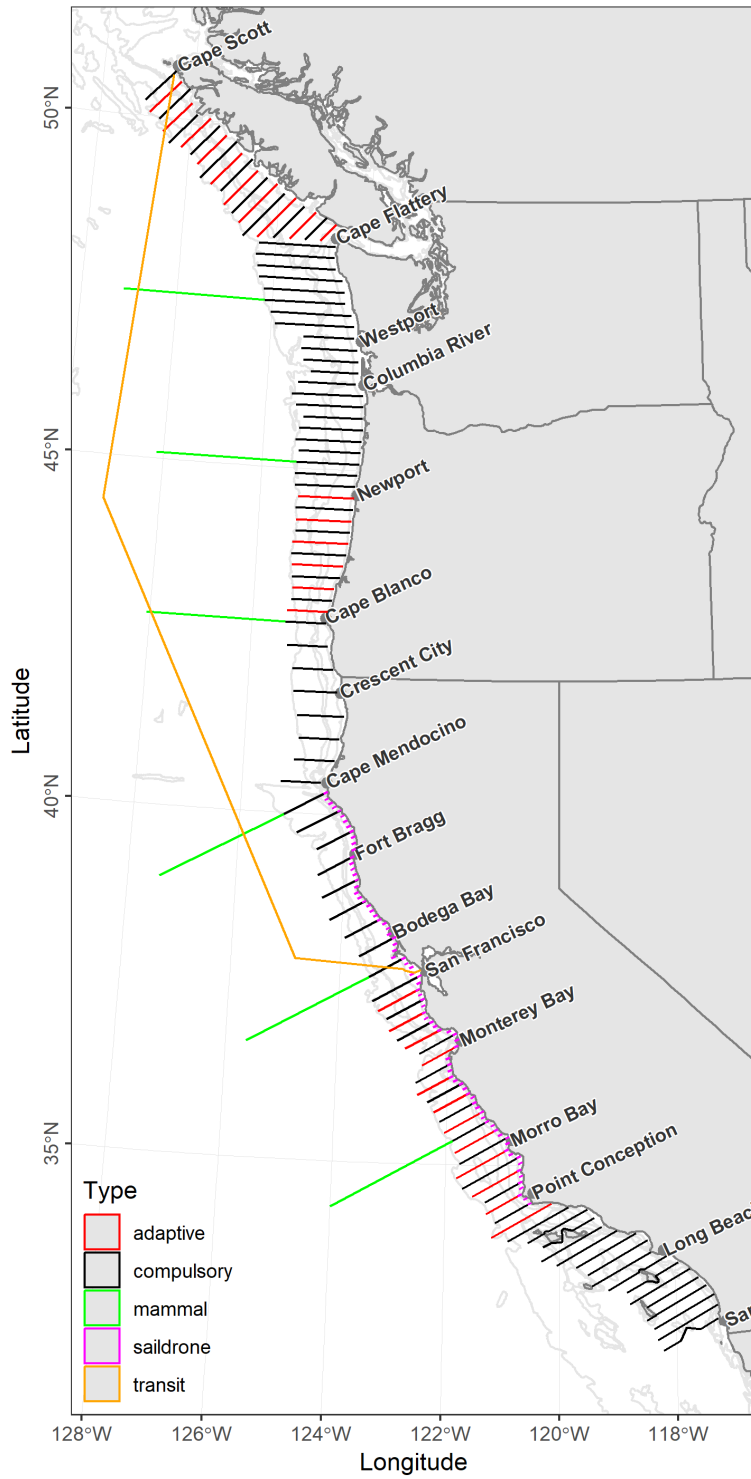 Cape Scott
50°N
Cape Flattery
Westport
Columbia River
45°N
Newport
Cape Blanco
Crescent City
Latitude
Cape Mendocino
40°N
Fort Bragg
Bodega Bay
San Francisco
Monterey Bay
35°N
Morro Bay
Point Conception
Long Beac
San
Type
adaptive
compulsory
mammal
saildrone
transit
128°W
126°W
124°W
122°W
120°W
118°W
Longitude